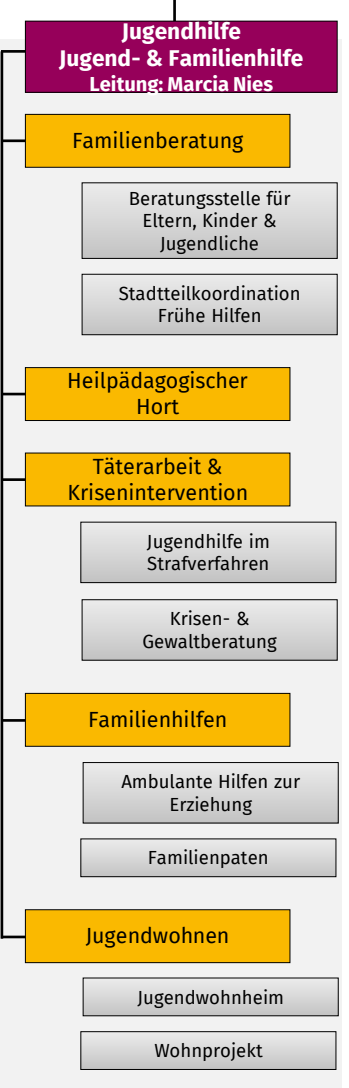 Jugendhilfe
Jugend- & Familienhilfe
Leitung: Marcia Nies
Familienberatung
Beratungsstelle für
Eltern, Kinder &
Jugendliche
Stadtteilkoordination
Frühe Hilfen
Heilpädagogischer
Hort
Täterarbeit &
Krisenintervention
Jugendhilfe im
Strafverfahren
Krisen- &
Gewaltberatung
Familienhilfen
Ambulante Hilfen zur
Erziehung
Familienpaten
Jugendwohnen
Jugendwohnheim
Wohnprojekt